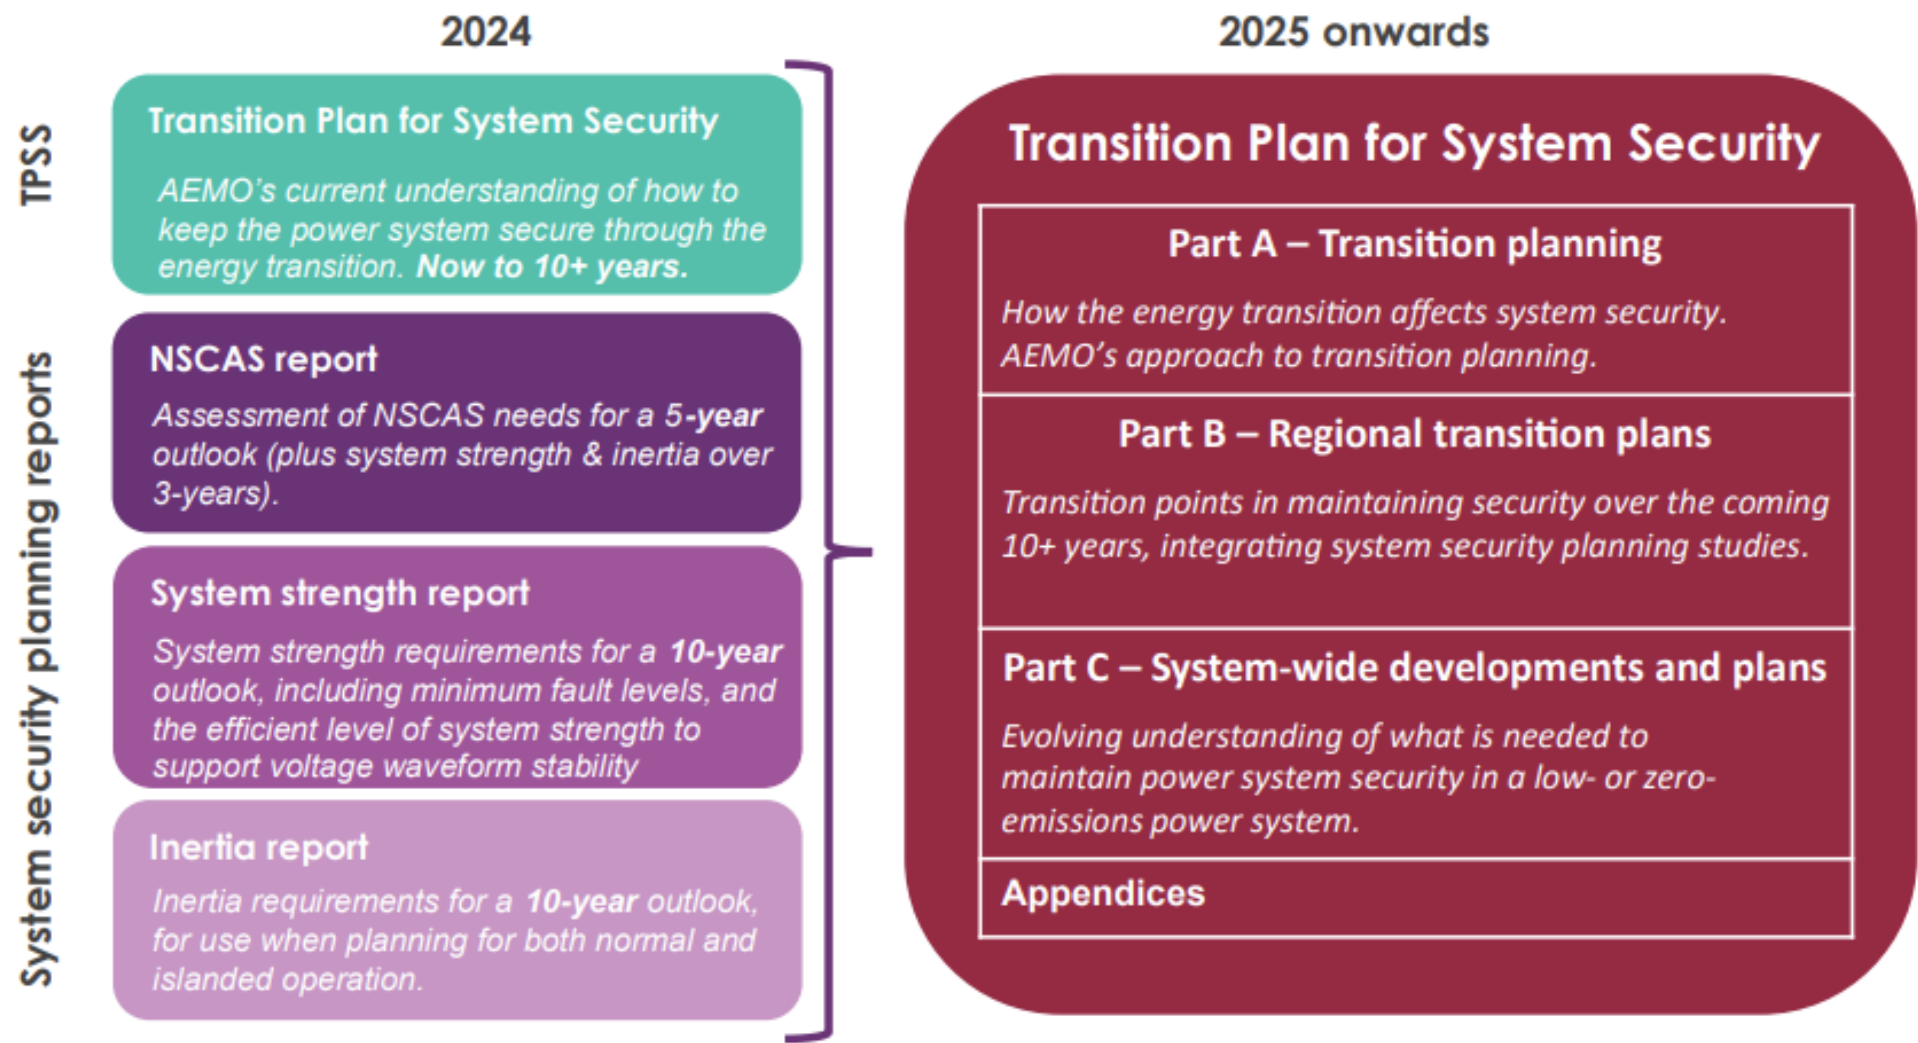 2024
2025 onwards
TPSS
System security planning reports
Transition Plan for System Security
AEMO's current understanding of how to
keep the power system secure through the
energy transition. Now to 10+ years.
NSCAS report
Assessment of NSCAS needs for a 5-year
outlook (plus system strength & inertia over
3-years).
System strength report
System strength requirements for a 10-year
outlook, including minimum fault levels, and
the efficient level of system strength to
support voltage waveform stability
Inertia report
Inertia requirements for a 10-year outlook,
for use when planning for both normal and
islanded operation.
Transition Plan for System Security
Part A – Transition planning
How the energy transition affects system security.
AEMO's approach to transition planning.
Part B – Regional transition plans
Transition points in maintaining security over the coming
10+ years, integrating system security planning studies.
Part C – System-wide developments and plans
Evolving understanding of what is needed to
maintain power system security in a low- or zero-
emissions power system.
Appendices